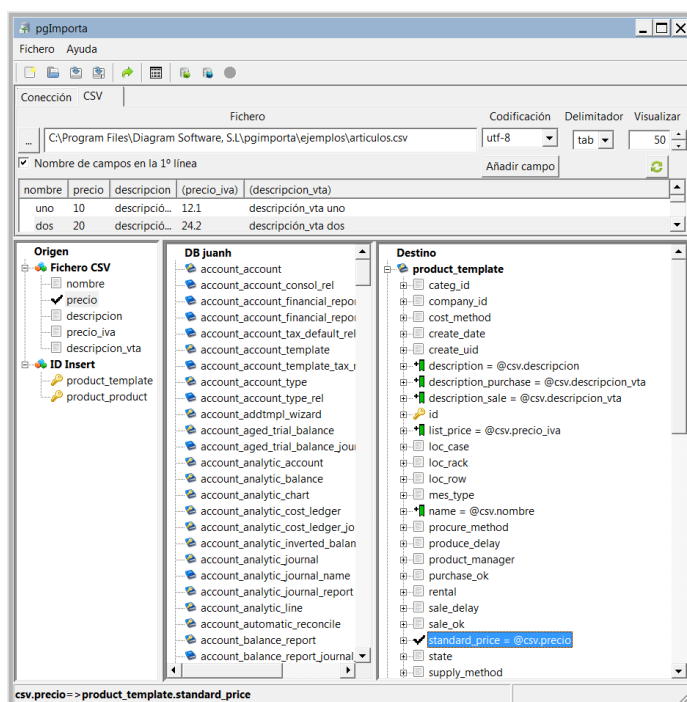 pgImporta
Fichero Ayuda
Conección CSV
Fichero Codificación Delimitador Visualizar
... C:\Program Files\Diagram Software, S.L\pgimporta\ejemplos\articulos.csv utf-8 tab 50
Nombre de campos en la 1º línea Añadir campo
nombre precio descripcion (precio_iva) (descripcion_vta)
uno 10 descripció... 12.1 descripción_vta uno
dos 20 descripció... 24.2 descripción_vta dos
Origen
Fichero CSV
nombre
precio
descripcion
precio_iva
descripcion_vta
ID Insert
product_template
product_product
DB juanh
account_account
account_account_consol_rel
account_account_financial_repo
account_account_financial_repo
account_account_tax_default_rel
account_account_template
account_account_template_tax_r
account_account_type
account_account_type_rel
account_addtmpl_wizard
account_aged_trial_balance
account_aged_trial_balance_jou
account_analytic_account
account_analytic_balance
account_analytic_chart
account_analytic_cost_ledger
account_analytic_cost_ledger_jo
account_analytic_inverted_balan
account_analytic_journal
account_analytic_journal_name
account_analytic_journal_report
account_analytic_line
account_automatic_reconcile
account_balance_report
account_balance_report_journal
Destino
product_template
categ_id
company_id
cost_method
create_date
create_uid
description = @csv.descripcion
description_purchase = @csv.descripcion_vta
description_sale = @csv.descripcion_vta
id
list_price = @csv.precio_iva
loc_case
loc_rack
loc_row
mes_type
name = @csv.nombre
procure_method
produce_delay
product_manager
purchase_ok
rental
sale_delay
sale_ok
standard_price = @csv.precio
state
supply_method
csv.precio=>product_template.standard_price